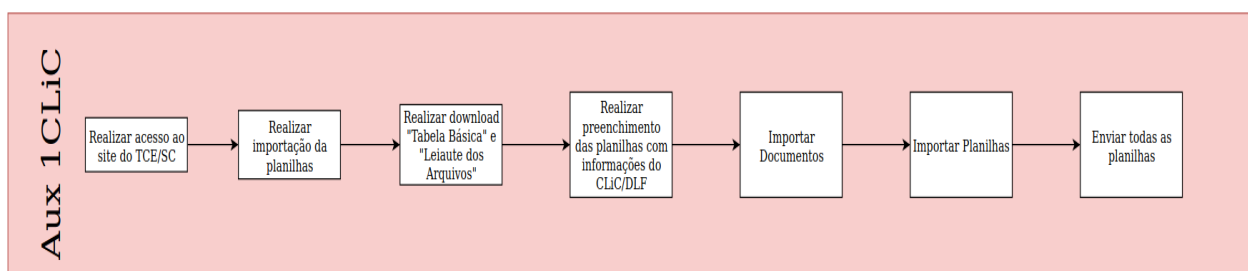 Aux 1CLiC
Realizar acesso ao
site do TCE/SC
Realizar
importação da
planilhas
Realizar download
"Tabela Básica" e
"Leiaute dos
Arquivos"
Realizar
preenchimento
das planilhas com
informações do
CLiC/DLF
Importar
Documentos
Importar Planilhas
Enviar todas as
planilhas